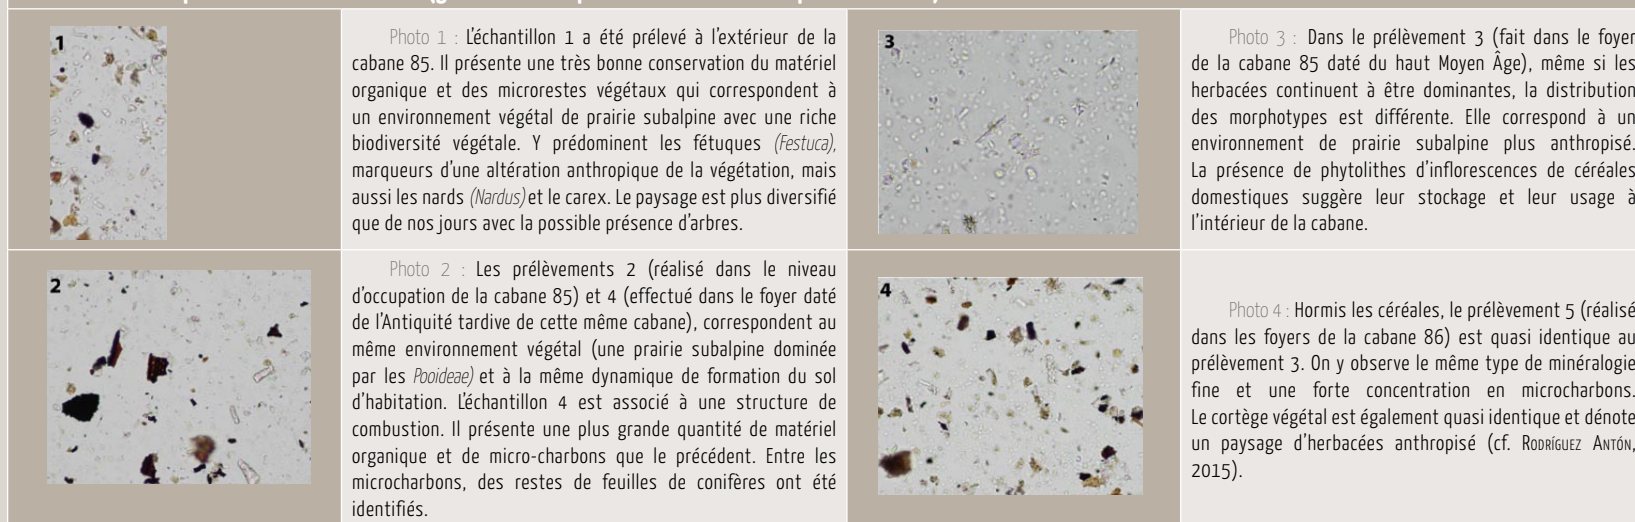 1
Photo 1 : L'échantillon 1 a été prélevé à l'extérieur de la
cabane 85. Il présente une très bonne conservation du matériel
organique et des microrestes végétaux qui correspondent à
un environnement végétal de prairie subalpine avec une riche
biodiversité végétale. Y prédominent les fétuques (Festuca),
marqueurs d'une altération anthropique de la végétation, mais
aussi les nards (Nardus) et le carex. Le paysage est plus diversifié
que de nos jours avec la possible présence d'arbres.
3
Photo 3 : Dans le prélèvement 3 (fait dans le foyer
de la cabane 85 daté du haut Moyen Âge), même si les
herbacées continuent à être dominantes, la distribution
des morphotypes est différente. Elle correspond à un
environnement de prairie subalpine plus anthropisé.
La présence de phytolithes d'inflorescences de céréales
domestiques suggère leur stockage et leur usage à
l'intérieur de la cabane.
2
Photo 2 : Les prélèvements 2 (réalisé dans le niveau
d'occupation de la cabane 85) et 4 (effectué dans le foyer daté
de l'Antiquité tardive de cette même cabane), correspondent au
même environnement végétal (une prairie subalpine dominée
par les Pooideae) et à la même dynamique de formation du sol
d'habitation. L'échantillon 4 est associé à une structure de
combustion. Il présente une plus grande quantité de matériel
organique et de micro-charbons que le précédent. Entre les
microcharbons, des restes de feuilles de conifères ont été
identifiés.
4
Photo 4 : Hormis les céréales, le prélèvement 5 (réalisé
dans les foyers de la cabane 86) est quasi identique au
prélèvement 3. On y observe le même type de minéralogie
fine et une forte concentration en microcharbons.
Le cortège végétal est également quasi identique et dénote
un paysage d'herbacées anthropisé (cf. Rodríguez Antón,
2015).